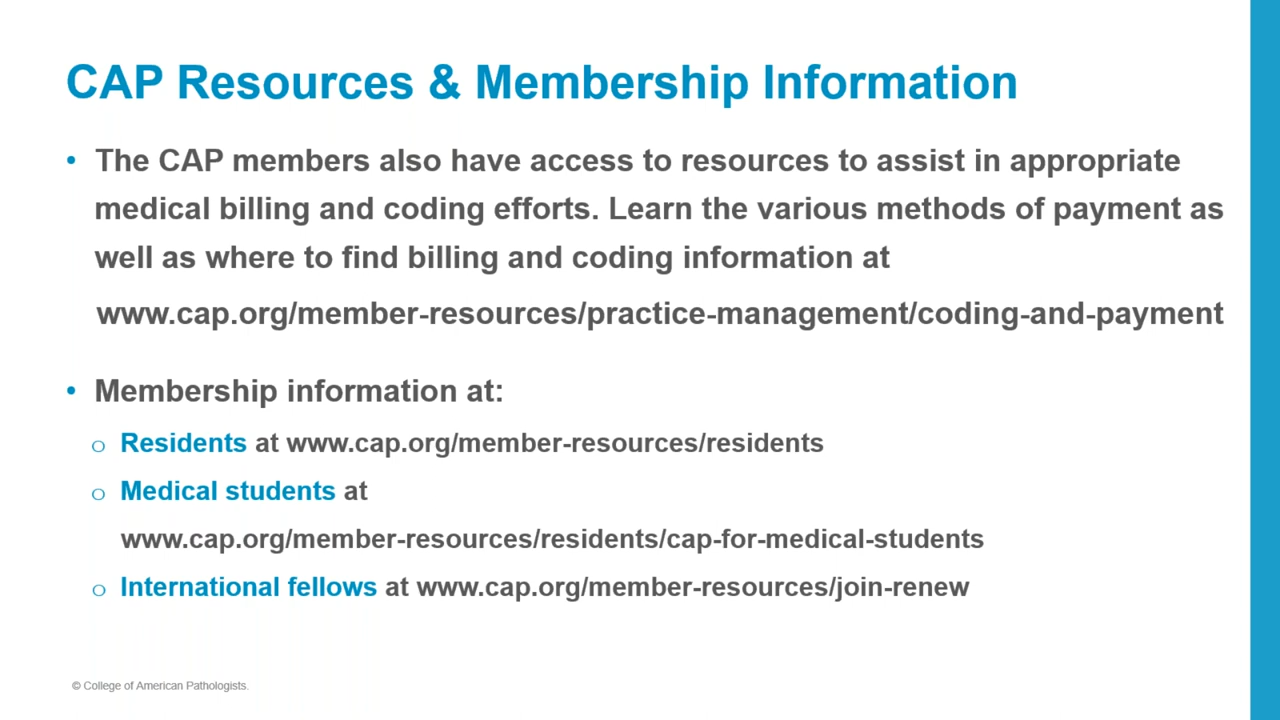 CAP Resources & Membership Information
• The CAP members also have access to resources to assist in appropriate
medical billing and coding efforts. Learn the various methods of payment as
well as where to find billing and coding information at
www.cap.org/member-resources/practice-management/coding-and-payment
• Membership information at:
o Residents at www.cap.org/member-resources/residents
o Medical students at
www.cap.org/member-resources/residents/cap-for-medical-students
o International fellows at www.cap.org/member-resources/join-renew
© College of American Pathologists.